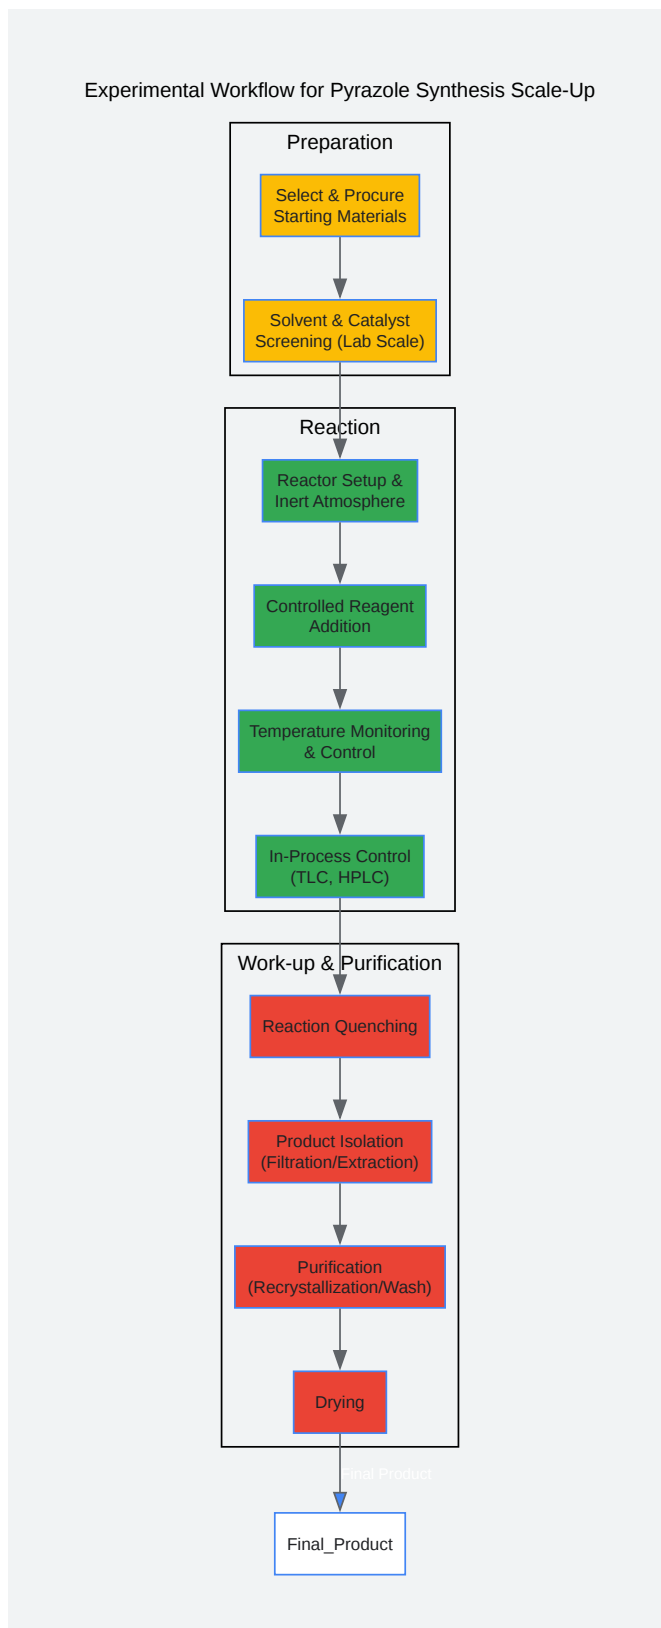 Experimental Workflow for Pyrazole Synthesis Scale-Up
Preparation
Select & Procure
Starting Materials
Solvent & Catalyst
Screening (Lab Scale)
Reaction
Reactor Setup &
Inert Atmosphere
Controlled Reagent
Addition
Temperature Monitoring
& Control
In-Process Control
(TLC, HPLC)
Work-up & Purification
Reaction Quenching
Product Isolation
(Filtration/Extraction)
Purification
(Recrystallization/Wash)
Drying
Final Product
Final_Product